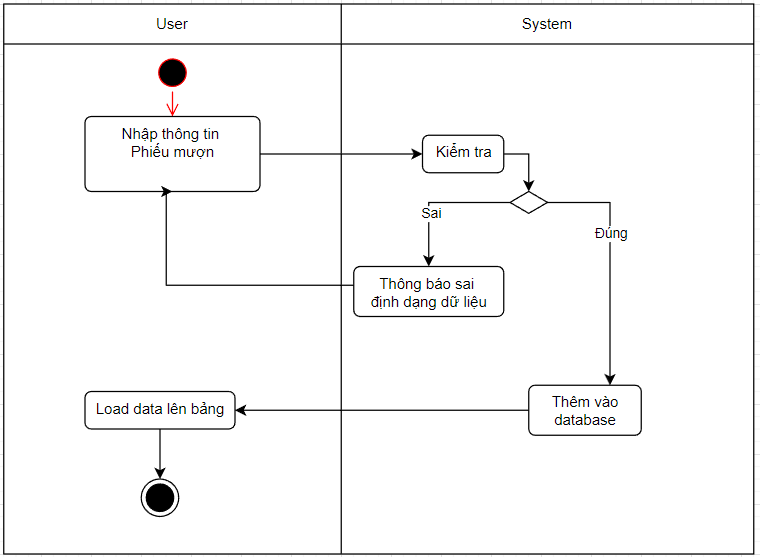 User
System
Nhập thông tin
Phiếu mượn
Kiểm tra
Sai
Đúng
Thông báo sai
định dạng dữ liệu
Load data lên bảng
Thêm vào
database